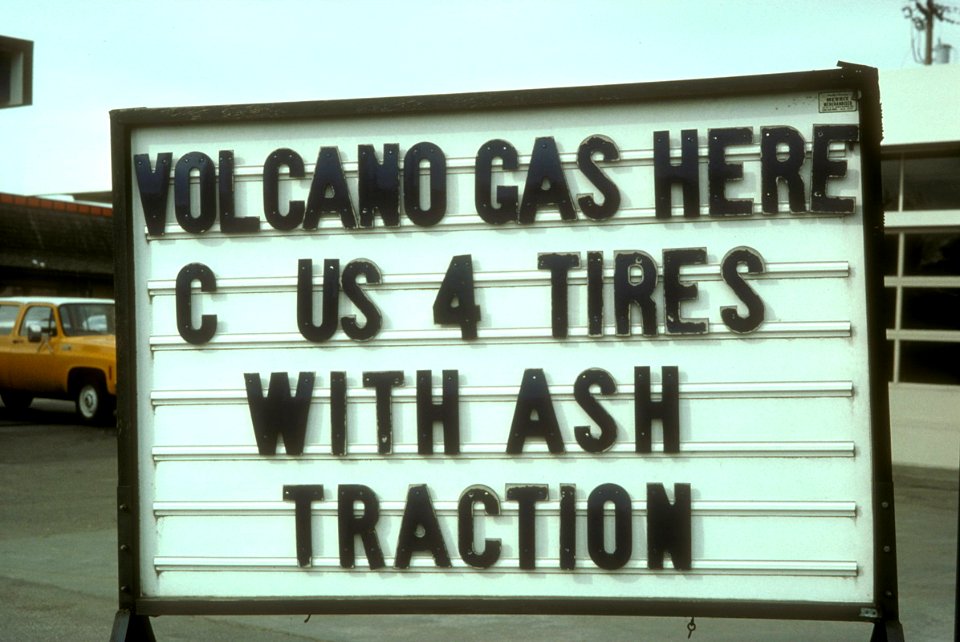 VOLCANO GAS HERE
C US 4 TIRES
WITH ASH
TRACTION